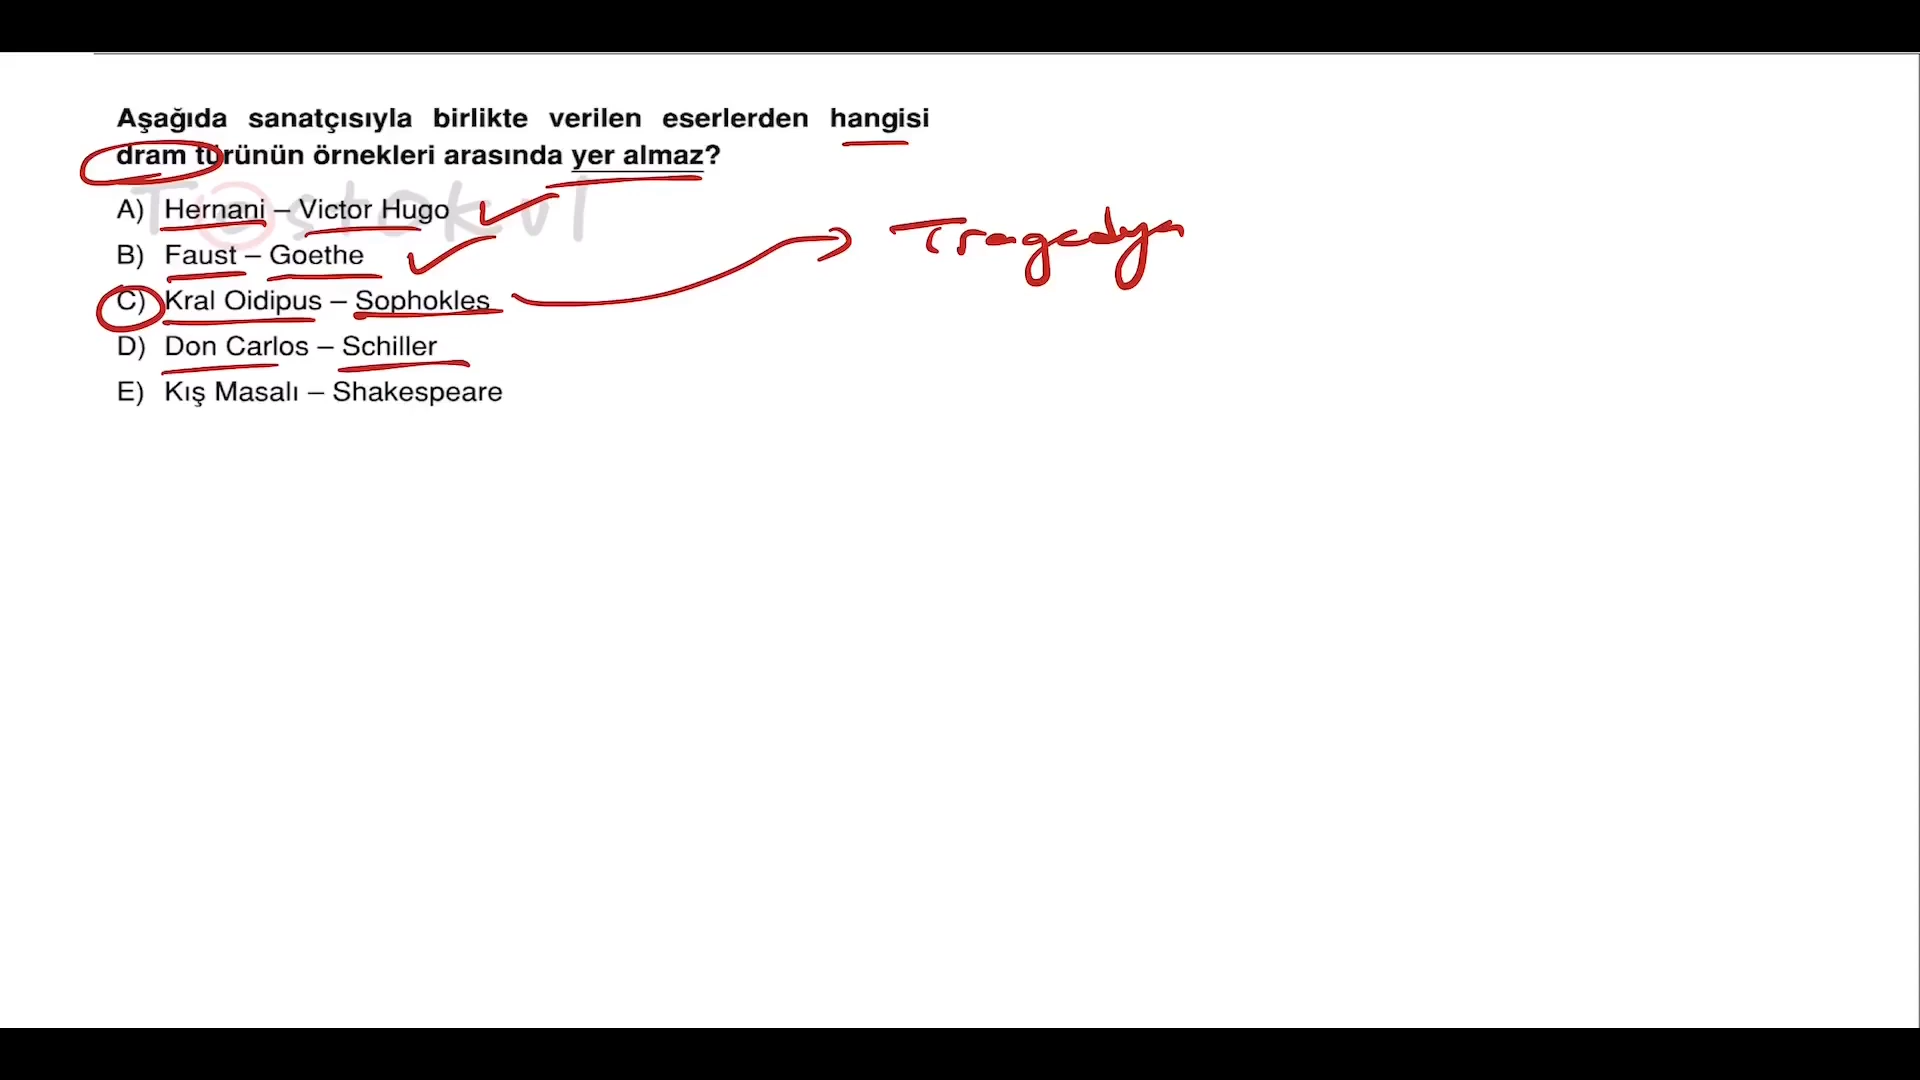 Aşağıda sanatçısıyla birlikte verilen eserlerden hangisi
dram türünün örnekleri arasında yer almaz?
Testokul
A) Hernani – Victor Hugo
B) Faust – Goethe
C) Kral Oidipus – Sophokles
Tragedya
D) Don Carlos – Schiller
E) Kış Masalı – Shakespeare